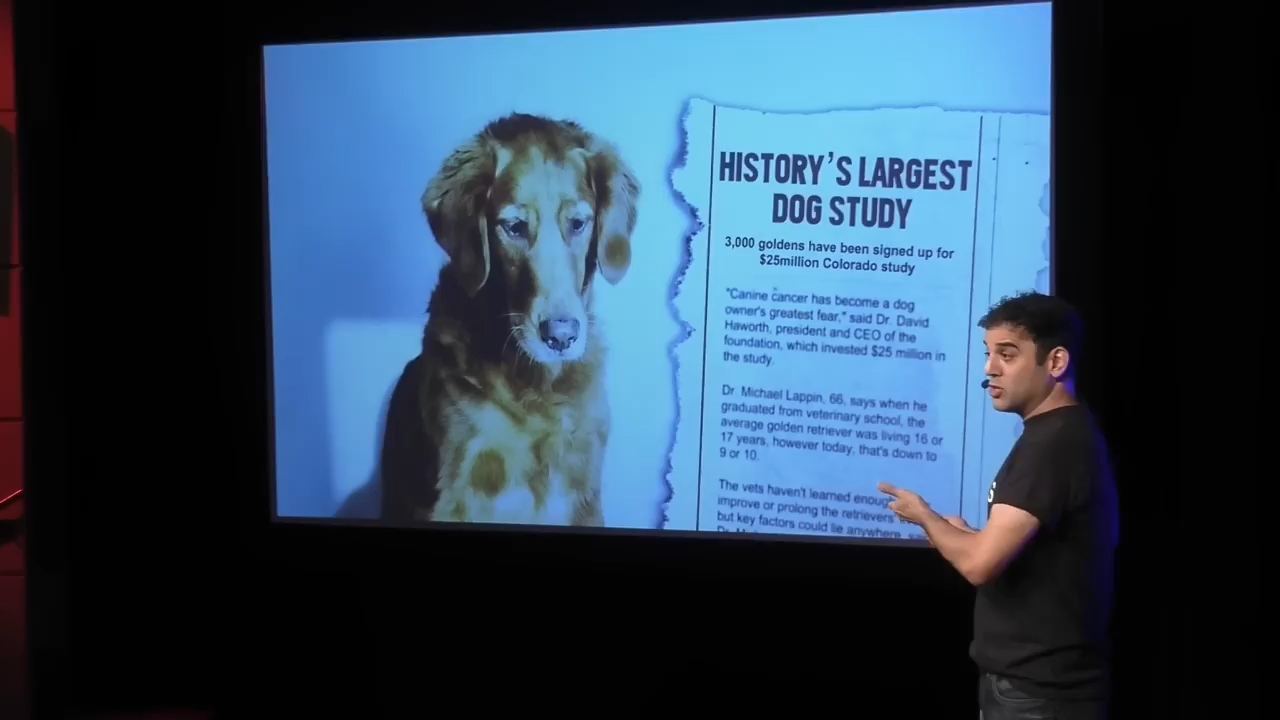 HISTORY'S LARGEST
DOG STUDY
3,000 goldens have been signed up for
$25million Colorado study
"Canine cancer has become a dog
owner's greatest fear," said Dr. David
Haworth, president and CEO of the
foundation, which invested $25 million in
the study.
Dr. Michael Lappin, 66, says when he
graduated from veterinary school, the
average golden retriever was living 16 or
17 years, however today, that's down to
9 or 10.
The vets haven't learned enough
improve or prolong the retrievers'
but key factors could lie anywhere,